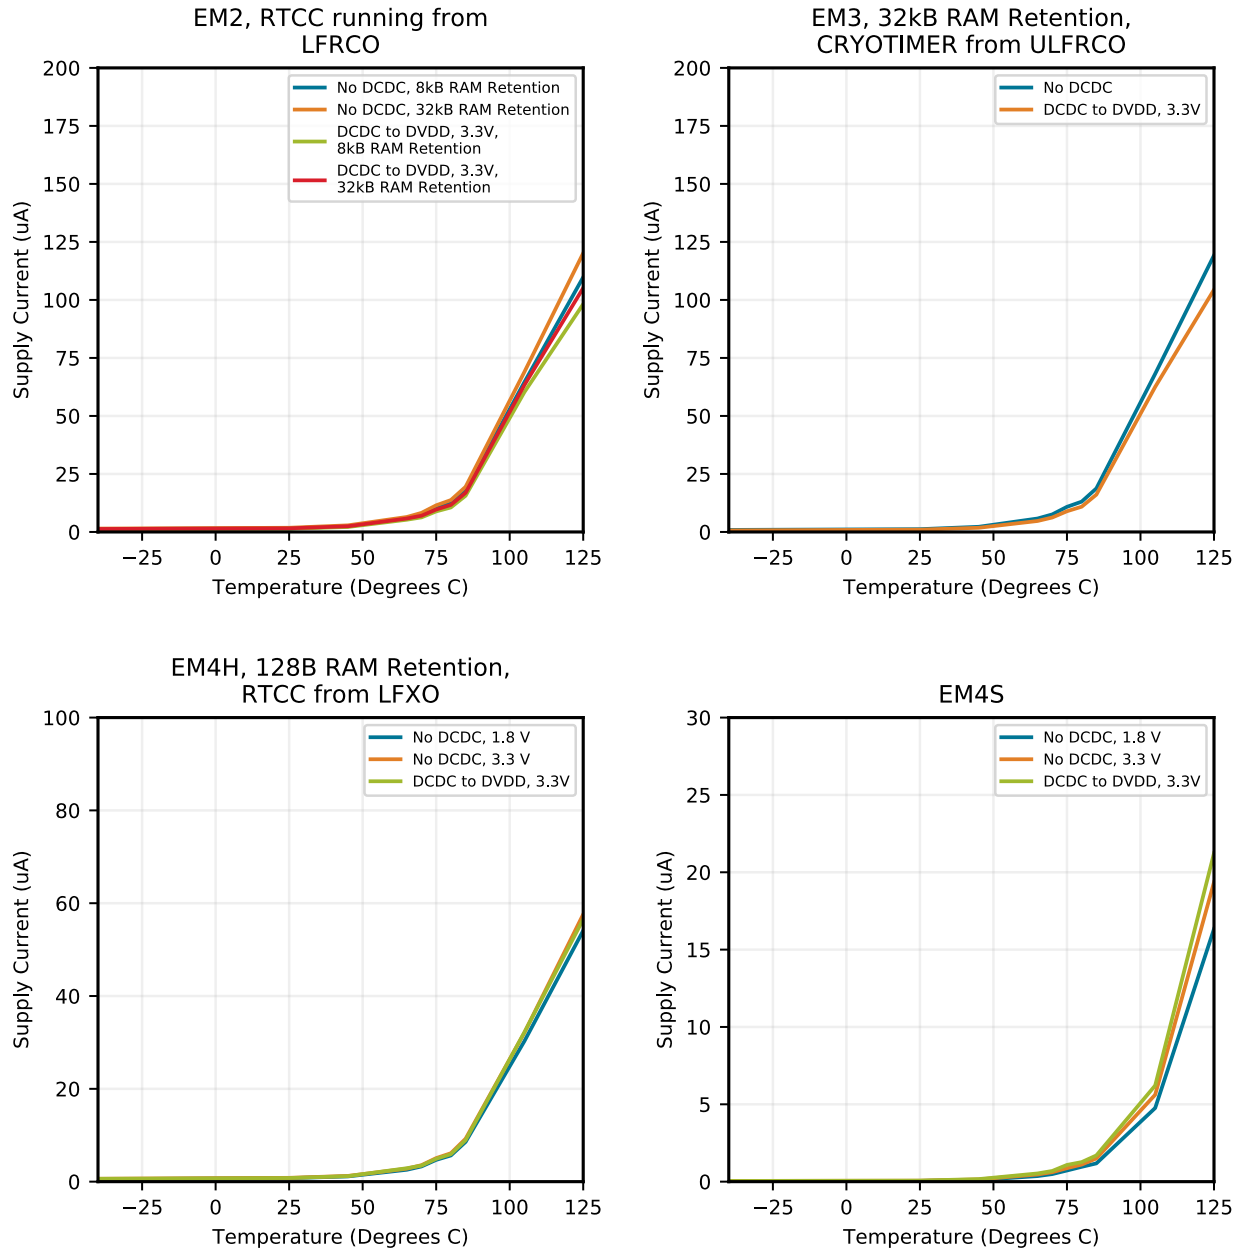 EM2, RTCC running from
LFRCO
200
175
150
125
100
75
50
25
0
Supply Current (uA)
No DCDC, 8kB RAM Retention
No DCDC, 32kB RAM Retention
DCDC to DVDD, 3.3V,
8kB RAM Retention
DCDC to DVDD, 3.3V,
32kB RAM Retention
−25 0 25 50 75 100 125
Temperature (Degrees C)
EM3, 32kB RAM Retention,
CRYOTIMER from ULFRCO
200
175
150
125
100
75
50
25
0
Supply Current (uA)
No DCDC
DCDC to DVDD, 3.3V
−25 0 25 50 75 100 125
Temperature (Degrees C)
EM4H, 128B RAM Retention,
RTCC from LFXO
100
80
60
40
20
0
Supply Current (uA)
No DCDC, 1.8 V
No DCDC, 3.3 V
DCDC to DVDD, 3.3V
−25 0 25 50 75 100 125
Temperature (Degrees C)
EM4S
30
25
20
15
10
5
0
Supply Current (uA)
No DCDC, 1.8 V
No DCDC, 3.3 V
DCDC to DVDD, 3.3V
−25 0 25 50 75 100 125
Temperature (Degrees C)